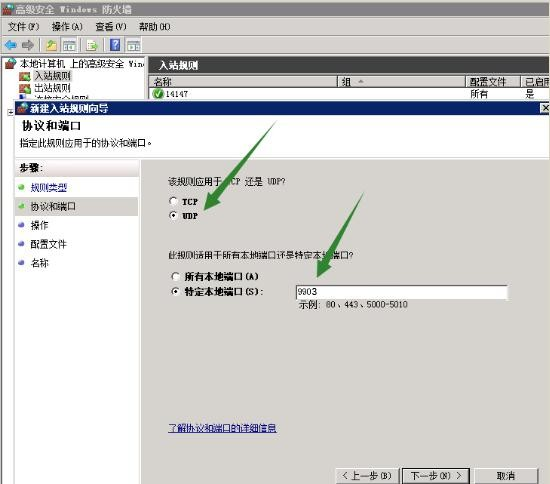 高级安全 Windows 防火墙
文件(F) 操作(A) 查看(V) 帮助(H)
本地计算机 上的高级安全 Win
入站规则
出站规则
入站规则
名称 组 配置文件 已启用
14147 所有 是
新建入站规则向导
协议和端口
指定此规则应用于的协议和端口。
步骤:
规则类型
协议和端口
操作
配置文件
名称
该规则应用于 TCP 还是 UDP?
TCP
UDP
此规则适用于所有本地端口还是特定本地端口?
所有本地端口(A)
特定本地端口(S):
9903
示例: 80、443、5000-5010
了解协议和端口的详细信息
< 上一步(B)
下一步(N) >
取消